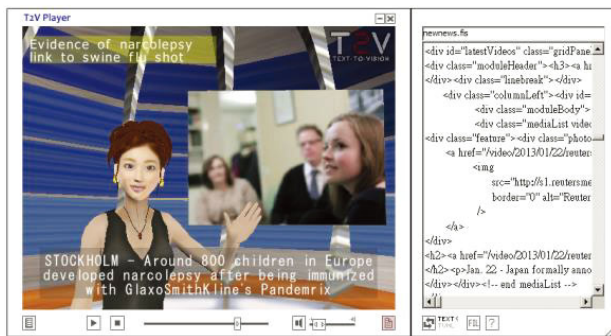 T2V Player
Evidence of narcolepsy
link to swine flu shot
T2V
TEXT-TO-VISION
STOCKHOLM - Around 800 children in Europe
developed narcolepsy after being immunized
with GlaxoSmithKline's Pandemrix
newnews.fis
<div id="latestVideos" class="gridPane
<div class="moduleHeader"><h3><a hr
</div><div class="linebreak"></div>
<div class="columnLeft"><div id=
<div class="moduleBody">
<div class="mediaList video
<div class="feature"><div class="photo
<a href="/video/2013/01/22/reuters
<img
src="http://s1.reutersme
border="0" alt="Reuter
/>
</a>
</div>
<h2><a href="/video/2013/01/22/reuters
</h2><p>Jan. 22 - Japan formally anno
</div></div><!-- end mediaList -->
TEXT
?